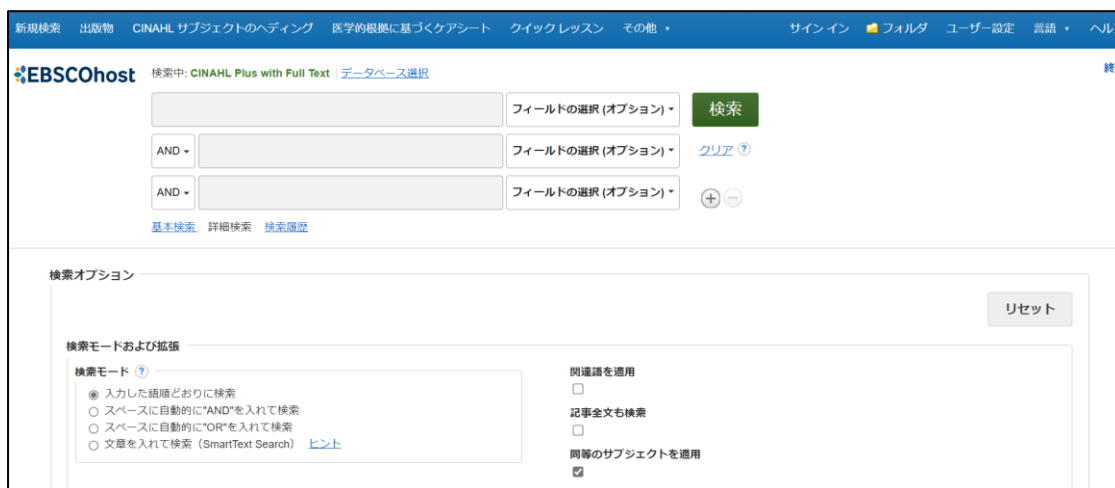 新規検索 出版物 CINAHL サブジェクトのヘディング 医学的根拠に基づくケアシート クイック レッスン その他 サインイン フォルダ ユーザー設定 言語
EBSCOhost 検索中: CINAHL Plus with Full Text データベース選択
フィールドの選択 (オプション) 検索
AND フィールドの選択 (オプション) クリア ?
AND フィールドの選択 (オプション) + −
基本検索 詳細検索 検索履歴
検索オプション
リセット
検索モードおよび拡張
検索モード ?
入力した語順どおりに検索
スペースに自動的に"AND"を入れて検索
スペースに自動的に"OR"を入れて検索
文章を入れて検索(SmartText Search) ヒント
関連語を適用
記事全文も検索
同等のサブジェクトを適用